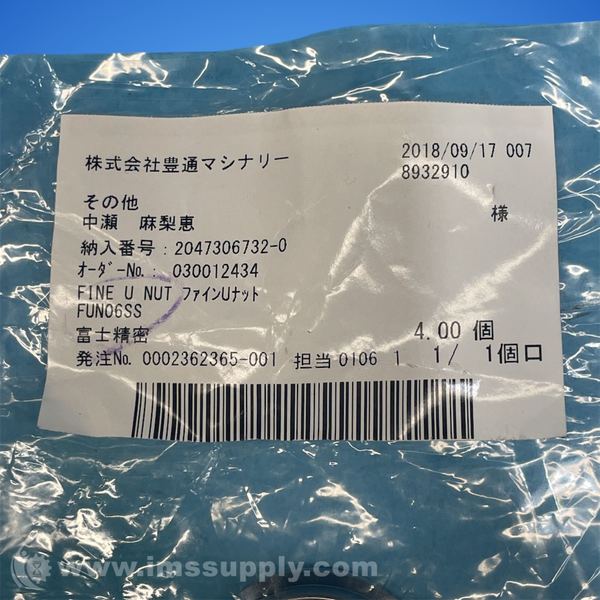 株式会社豊通マシナリー 2018/09/17 007
8932910
その他
中瀬 麻梨恵 様
納入番号：2047306732-0
ｵｰﾀﾞｰNo.： 030012434
FINE U NUT ファインUナット
FUN06SS
富士精密 4.00 個
発注No. 0002362365-001 担当 0106 1 1/ 1個口
www.imssupply.com